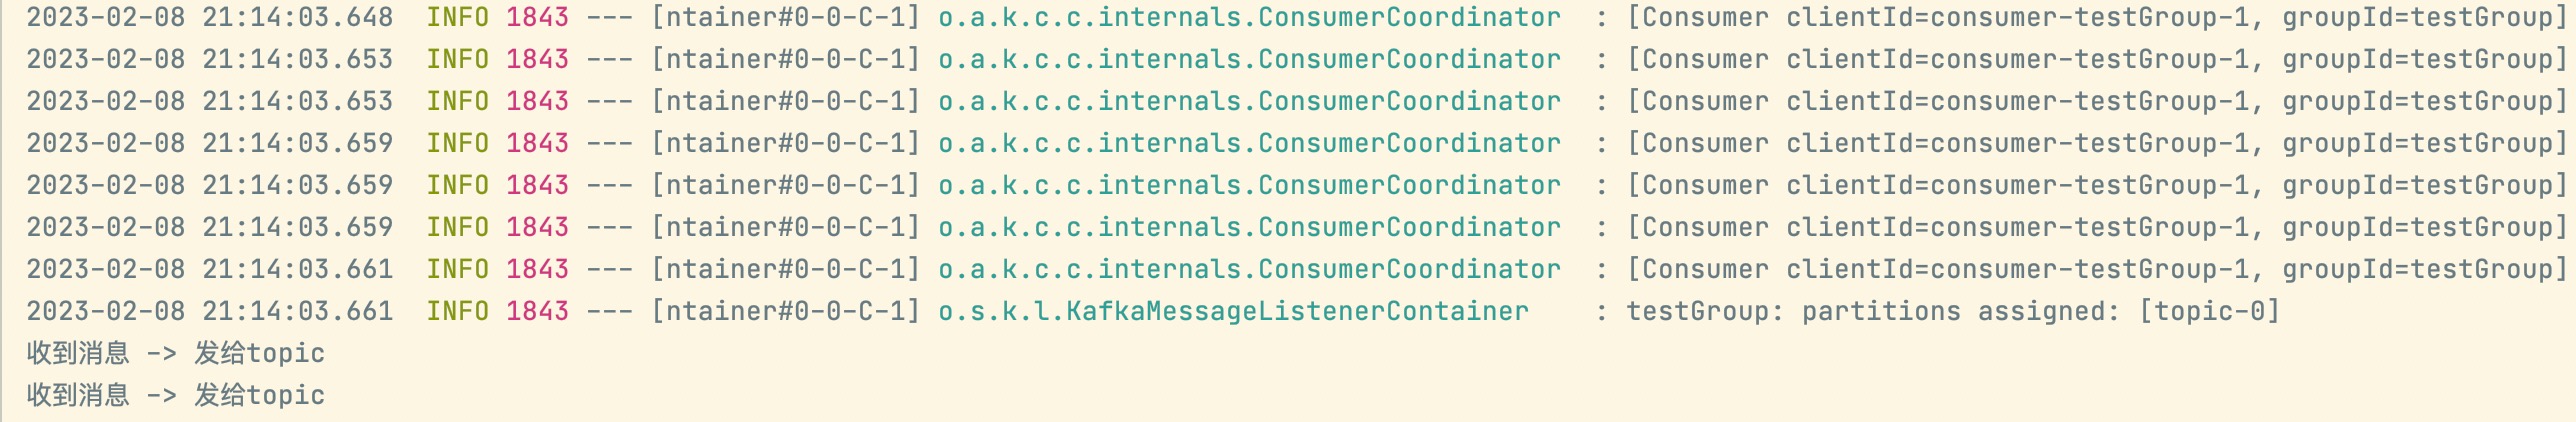 2023-02-08 21:14:03.648  INFO 1843 --- [ntainer#0-0-C-1] o.a.k.c.c.internals.ConsumerCoordinator  : [Consumer clientId=consumer-testGroup-1, groupId=testGroup]
2023-02-08 21:14:03.653  INFO 1843 --- [ntainer#0-0-C-1] o.a.k.c.c.internals.ConsumerCoordinator  : [Consumer clientId=consumer-testGroup-1, groupId=testGroup]
2023-02-08 21:14:03.653  INFO 1843 --- [ntainer#0-0-C-1] o.a.k.c.c.internals.ConsumerCoordinator  : [Consumer clientId=consumer-testGroup-1, groupId=testGroup]
2023-02-08 21:14:03.659  INFO 1843 --- [ntainer#0-0-C-1] o.a.k.c.c.internals.ConsumerCoordinator  : [Consumer clientId=consumer-testGroup-1, groupId=testGroup]
2023-02-08 21:14:03.659  INFO 1843 --- [ntainer#0-0-C-1] o.a.k.c.c.internals.ConsumerCoordinator  : [Consumer clientId=consumer-testGroup-1, groupId=testGroup]
2023-02-08 21:14:03.659  INFO 1843 --- [ntainer#0-0-C-1] o.a.k.c.c.internals.ConsumerCoordinator  : [Consumer clientId=consumer-testGroup-1, groupId=testGroup]
2023-02-08 21:14:03.661  INFO 1843 --- [ntainer#0-0-C-1] o.a.k.c.c.internals.ConsumerCoordinator  : [Consumer clientId=consumer-testGroup-1, groupId=testGroup]
2023-02-08 21:14:03.661  INFO 1843 --- [ntainer#0-0-C-1] o.s.k.l.KafkaMessageListenerContainer    : testGroup: partitions assigned: [topic-0]
收到消息 -> 发给topic
收到消息 -> 发给topic